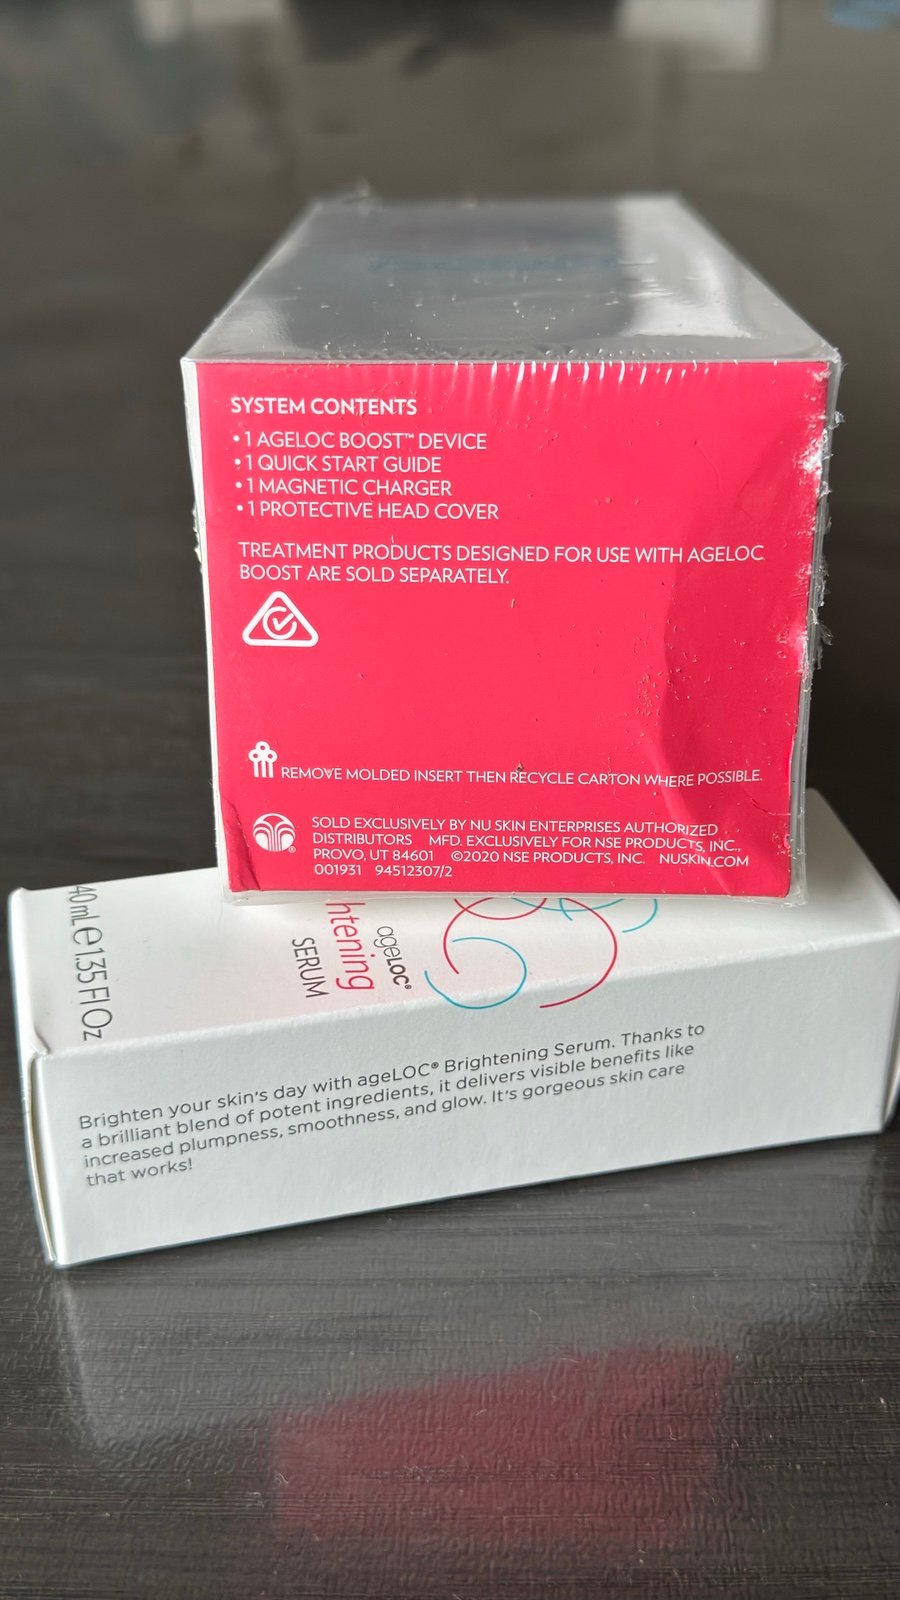 SYSTEM CONTENTS
• 1 AGELOC BOOST™ DEVICE
• 1 QUICK START GUIDE
• 1 MAGNETIC CHARGER
• 1 PROTECTIVE HEAD COVER
TREATMENT PRODUCTS DESIGNED FOR USE WITH AGELOC
BOOST ARE SOLD SEPARATELY.
REMOVE MOLDED INSERT THEN RECYCLE CARTON WHERE POSSIBLE.
SOLD EXCLUSIVELY BY NU SKIN ENTERPRISES AUTHORIZED
DISTRIBUTORS MFD. EXCLUSIVELY FOR NSE PRODUCTS, INC.,
PROVO, UT 84601 ©2020 NSE PRODUCTS, INC. NUSKIN.COM
001931 94512307/2
40 mL e 1.35 Fl Oz
ageLOC®
htening
SERUM
Brighten your skin's day with ageLOC® Brightening Serum. Thanks to
a brilliant blend of potent ingredients, it delivers visible benefits like
increased plumpness, smoothness, and glow. It's gorgeous skin care
that works!